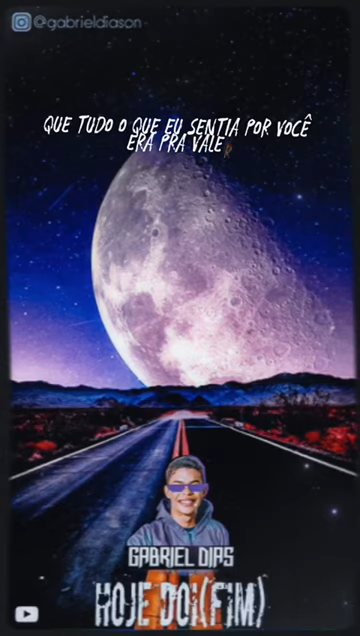 @gabrieldiason
QUE TUDO O QUE EU SENTIA POR VOCÊ
ERA PRA VALE
GABRIEL DIAS
HOJE DOI(FIM)